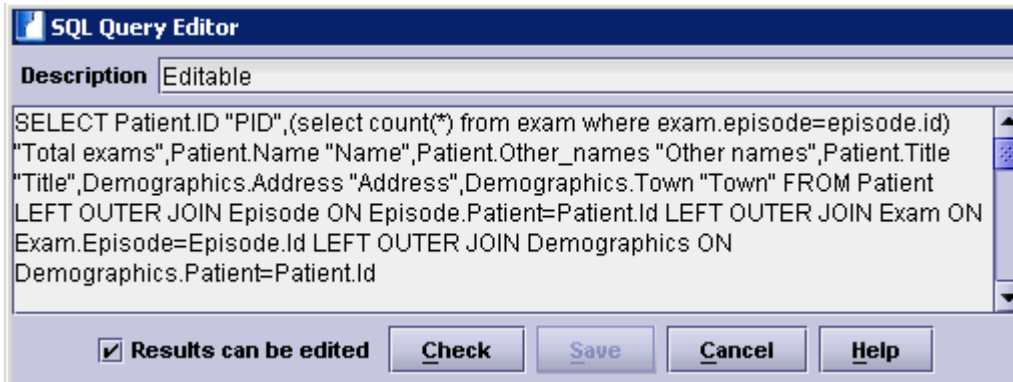 SQL Query Editor
Description Editable
SELECT Patient.ID "PID",(select count(*) from exam where exam.episode=episode.id)
"Total exams",Patient.Name "Name",Patient.Other_names "Other names",Patient.Title
"Title",Demographics.Address "Address",Demographics.Town "Town" FROM Patient
LEFT OUTER JOIN Episode ON Episode.Patient=Patient.Id LEFT OUTER JOIN Exam ON
Exam.Episode=Episode.Id LEFT OUTER JOIN Demographics ON
Demographics.Patient=Patient.Id
Results can be edited Check Save Cancel Help